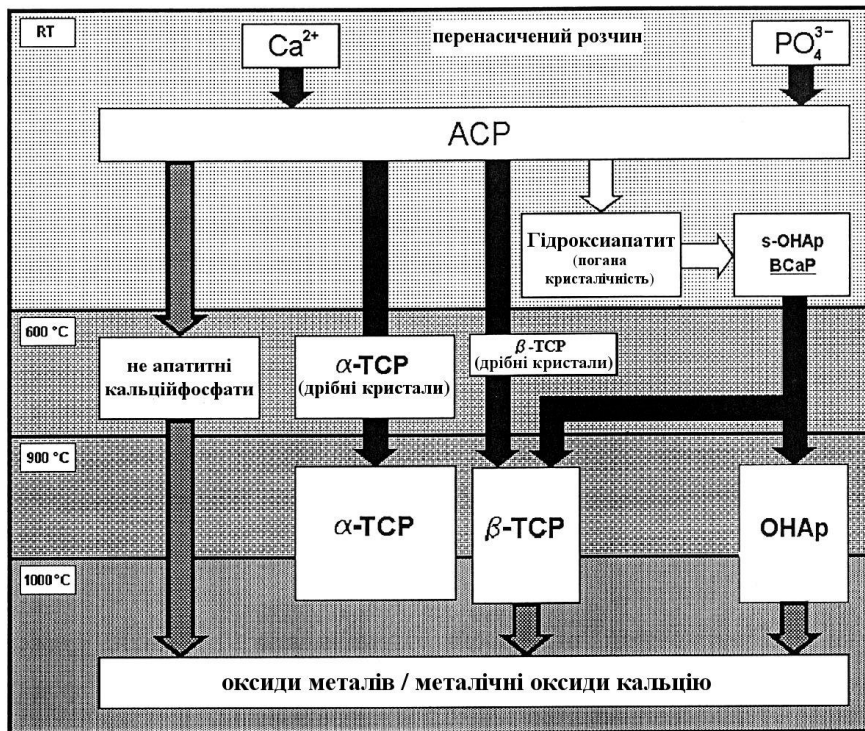 RT
Ca²⁺
перенасичений розчин
PO₄³⁻
ACP
Гідроксиапатит
(погана
кристалічність)
s-OHAp
BCaP
600 °C
не апатитні
кальційфосфати
α-TCP
(дрібні кристали)
β-TCP
(дрібні кристали)
900 °C
α-TCP
β-TCP
OHAp
1000 °C
оксиди металів / металічні оксиди кальцію